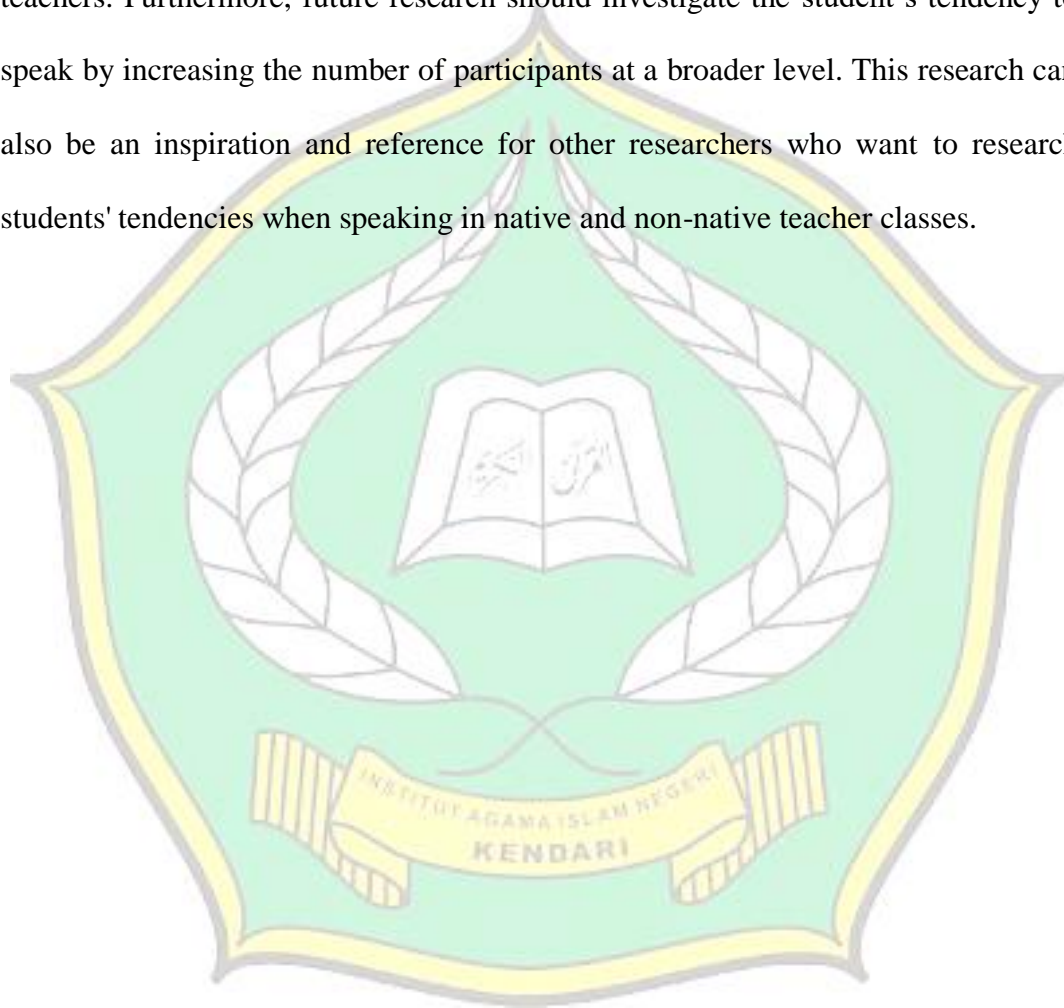 teachers. Furthermore, future research should investigate the student's tendency to
speak by increasing the number of participants at a broader level. This research can
also be an inspiration and reference for other researchers who want to research
students' tendencies when speaking in native and non-native teacher classes.
القرآن الكريم
INSTITUT AGAMA ISLAM NEGERI
KENDARI